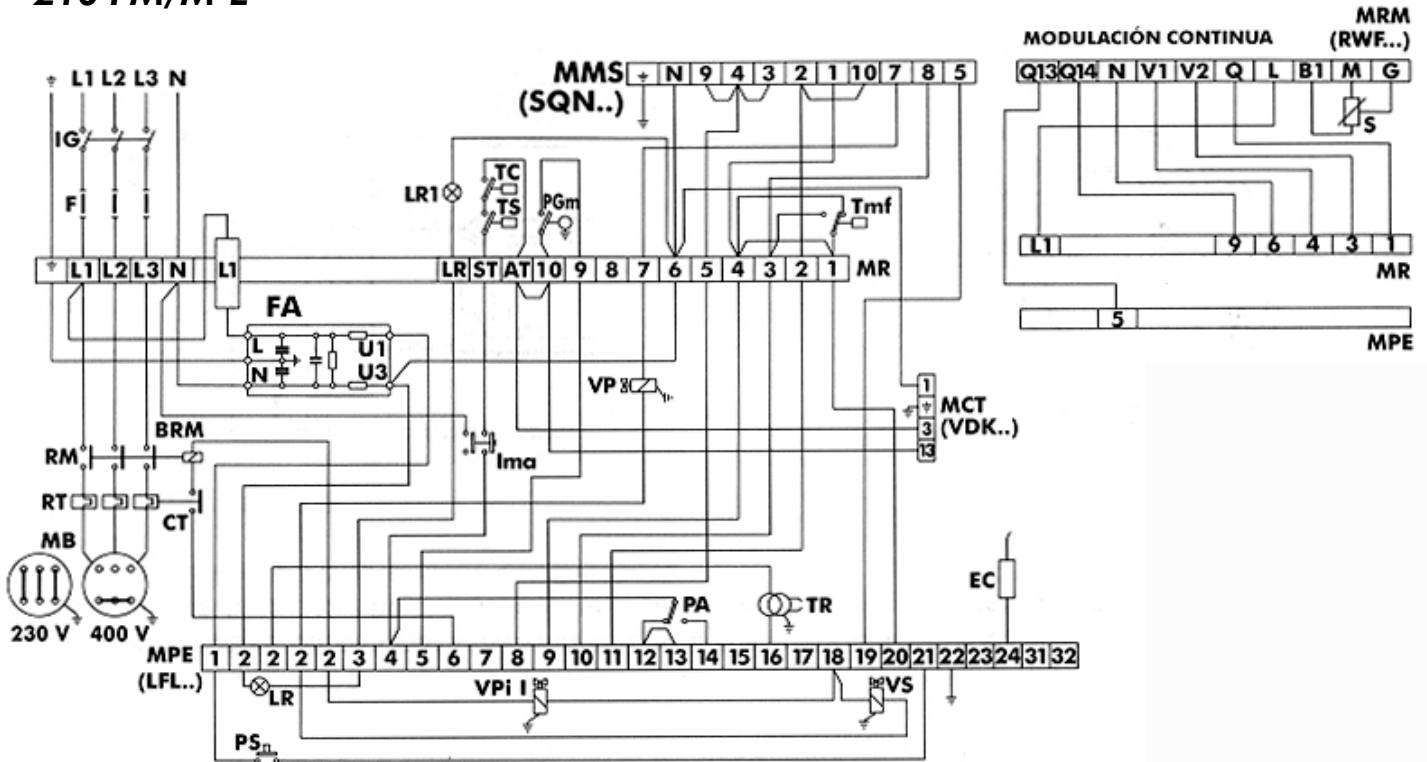 MRM
MODULACIÓN CONTINUA (RWF...)
Q13 Q14 N V1 V2 Q L B1 M G
S
L1 9 6 4 3 1
MR
5
MPE
MMS N 9 4 3 2 1 10 7 8 5
(SQN..)
L1 L2 L3 N
IG
F
LR1
TC
TS
PGm
Tmf
L1 L2 L3 N L1 LR ST AT 10 9 8 7 6 5 4 3 2 1 MR
FA
L U1
N U3
VP
1
MCT
3 (VDK..)
13
BRM
RM
Ima
RT
CT
MB
230 V 400 V
EC
PA
TR
MPE 1 2 2 2 2 3 4 5 6 7 8 9 10 11 12 13 14 15 16 17 18 19 20 21 22 23 24 31 32
(LFL..)
LR
VPi I
VS
PS